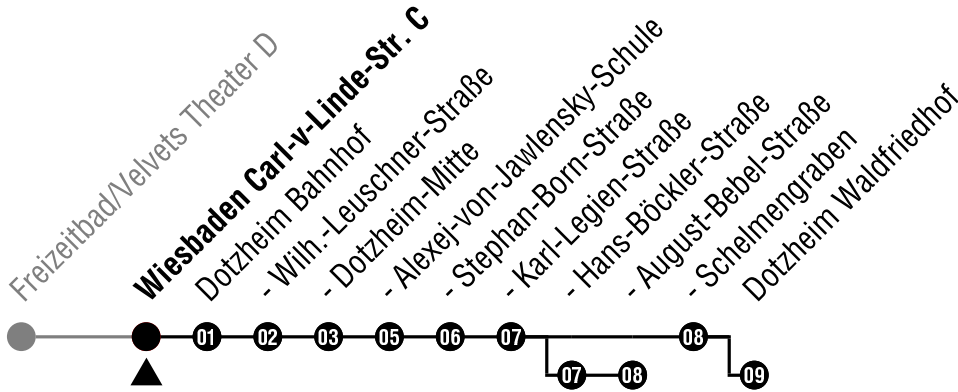 Freizeitbad/Velvets Theater D
Wiesbaden Carl-v-Linde-Str. C
Dotzheim Bahnhof
- Wilh.-Leuschner-Straße
- Dotzheim-Mitte
- Alexej-von-Jawlensky-Schule
- Stephan-Born-Straße
- Karl-Legien-Straße
- Hans-Böckler-Straße
- August-Bebel-Straße
- Schelmengraben
Dotzheim Waldfriedhof
01 02 03 05 06 07 08
07 08 09